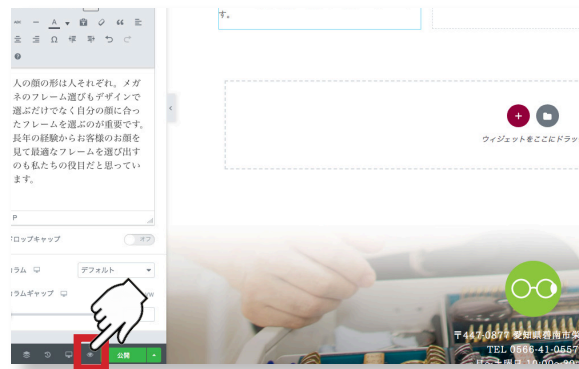 す。
A
Ω
人の顔の形は人それぞれ。メガ
ネのフレーム選びもデザインで
選ぶだけでなく自分の顔に合っ
たフレームを選ぶのが重要です。
長年の経験からお客様のお顔を
見て最適なフレームを選び出す
のも私たちの役目だと思ってい
ます。
P
ドロップキャップ
オフ
カラム
デフォルト
カラムギャップ
公開
ウィジェットをここにドラッ
〒447-0877 愛知県碧南市栄
TEL 0566-41-0557